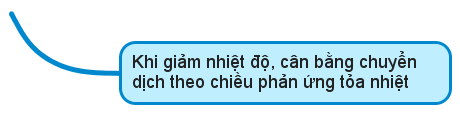 Khi giảm nhiệt độ, cân bằng chuyển
dịch theo chiều phản ứng tỏa nhiệt